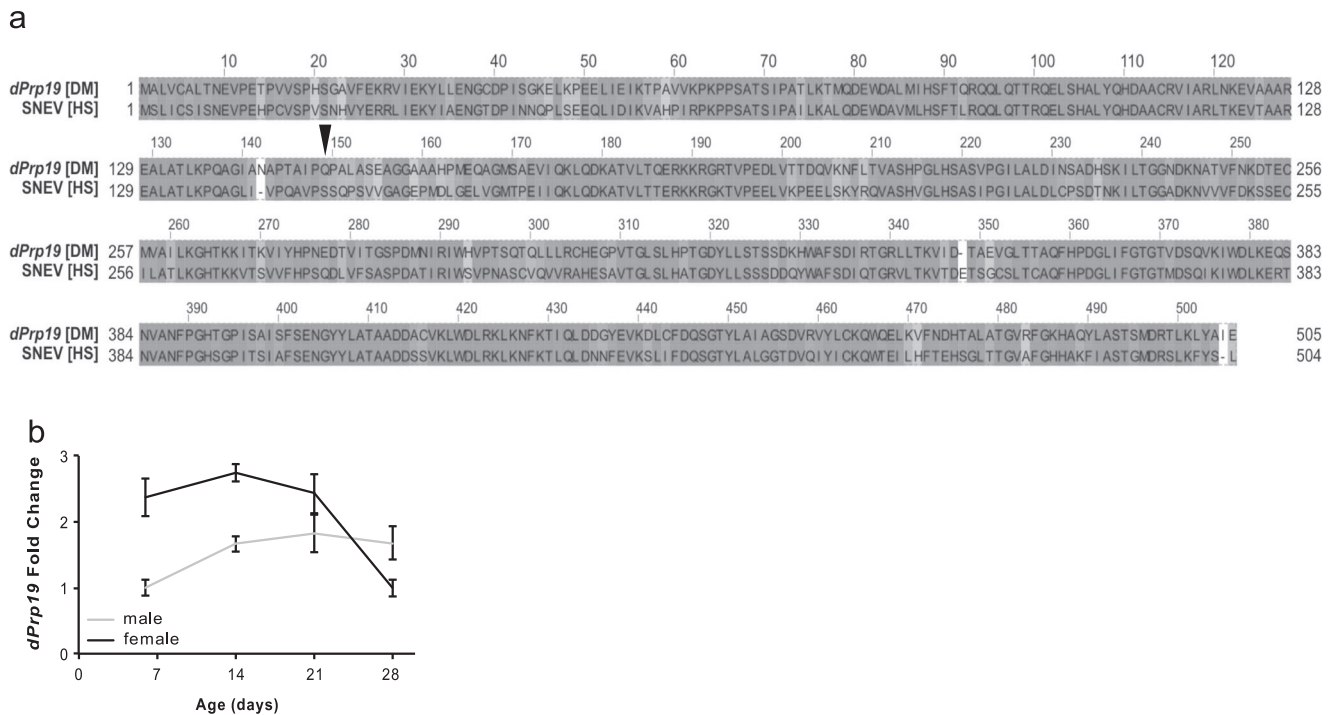 a
10 20 30 40 50 60 70 80 90 100 110 120
dPrp19 [DM] 1 MALVCALTNEVPETPVVSPHSGAVFEKRVIEKYLLENGCDPISGKELKPEELIEIKTPAVVKPKPPSATSIPATLKTMQDEWDALMIHSFTQRQQLQTTRQELSHALYQHDAACRVIARLNKEVAAAR 128
SNEV [HS] 1 MSLICSISNEVPEHPCVSPVSNHVYERRLIEKYIAENGTDPINNQPLSEEQLIDIKVAHPIRPKPPSATSIPAILKALQDEWDAVMLHSFTLRQQLQTTRQELSHALYQHDAACRVIARLTKEVTAAR 128
130 140 150 160 170 180 190 200 210 220 230 240 250
dPrp19 [DM] 129 EALATLKPQAGIANAPTAIPQPALASEAGGAAAHPMEQAGMSAEVIQKLQDKATVLTQERKKRGRTVPEDLVTTDQVKNFLTVASHPGLHSASVPGILALDINSADHSKILTGGNDKNATVFNKDTEC 256
SNEV [HS] 129 EALATLKPQAGLI-VPQAVPSSQPSVVGAGEPMDLGELVGMTPEIIQKLQDKATVLTTERKKRGKTVPEELVKPEELSKYRQVASHVGLHSASIPGILALDLCPSDTNKILTGGADKNVVVFDKSSEC 255
260 270 280 290 300 310 320 330 340 350 360 370 380
dPrp19 [DM] 257 MVAILKGHTKKITKVIYHPNEDTVITGSPDMNIRIWHVPTSQTQLLLRCHEGPVTGLSLHPTGDYLLSTSSDKHWAFSDIRTGRLLTKVID-TAEVGLTTAQFHPDGLIFGTGTVDSQVKIWDLKEQS 383
SNEV [HS] 256 ILATLKGHTKKVTSVVFHPSQDLVFSASPDATIRIWSVPNASCVQVVRAHESAVTGLSLHATGDYLLSSSDDQYWAFSDIQTGRVLTKVTDETSGCSLTCAQFHPDGLIFGTGTMDSQIKIWDLKERT 383
390 400 410 420 430 440 450 460 470 480 490 500
dPrp19 [DM] 384 NVANFPGHTGPISAISFSENGYYLATAADDACVKLWDLRKLKNFKTIQLDDGYEVKDLCFDQSGTYLAIAGSDVRVYLCKQWQELKVFNDHTALATGVRFGKHAQYLASTSMDRTLKLYAIE 505
SNEV [HS] 384 NVANFPGHSGPITSIAFSENGYYLATAADDSSVKLWDLRKLKNFKTLQLDNNFEVKSLIFDQSGTYLALGGTDVQIYICKQWTEILHFTEHSGLTTGVAFGHHAKFIASTGMDRSLKFYS-L 504
b
3
2
1
0
dPrp19 Fold Change
male
female
0 7 14 21 28
Age (days)